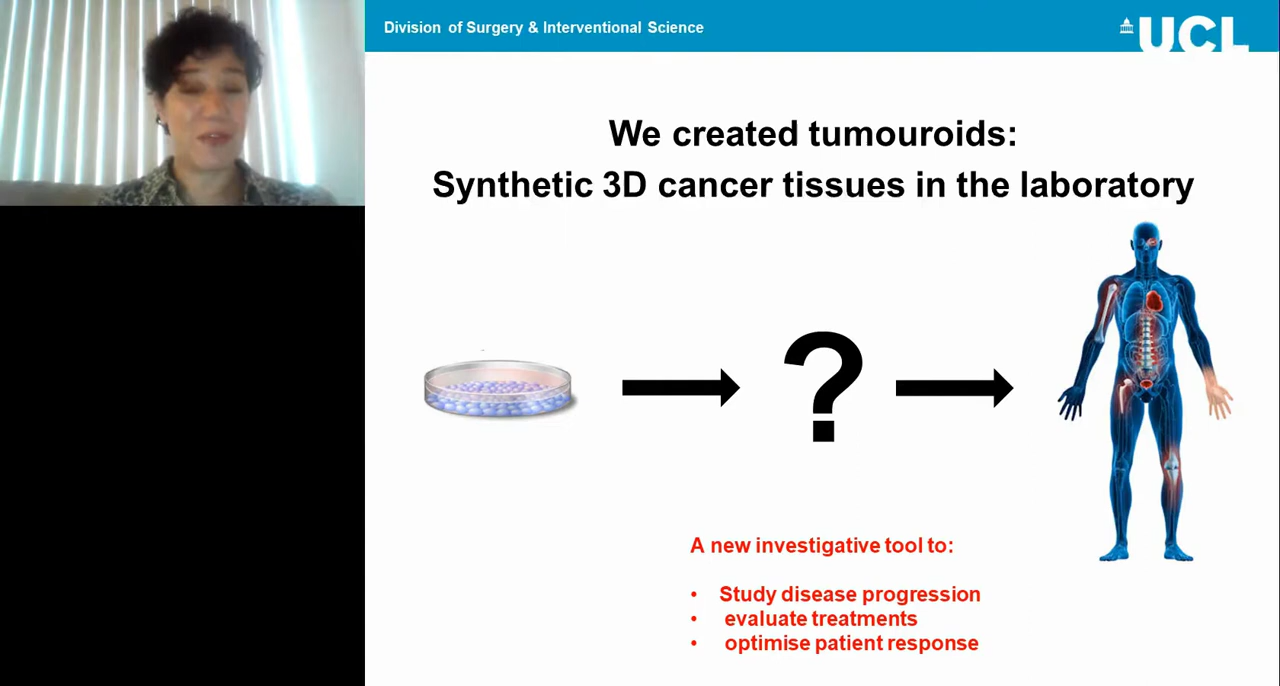 Division of Surgery & Interventional Science
UCL
We created tumouroids:
Synthetic 3D cancer tissues in the laboratory
?
A new investigative tool to:
• Study disease progression
• evaluate treatments
• optimise patient response